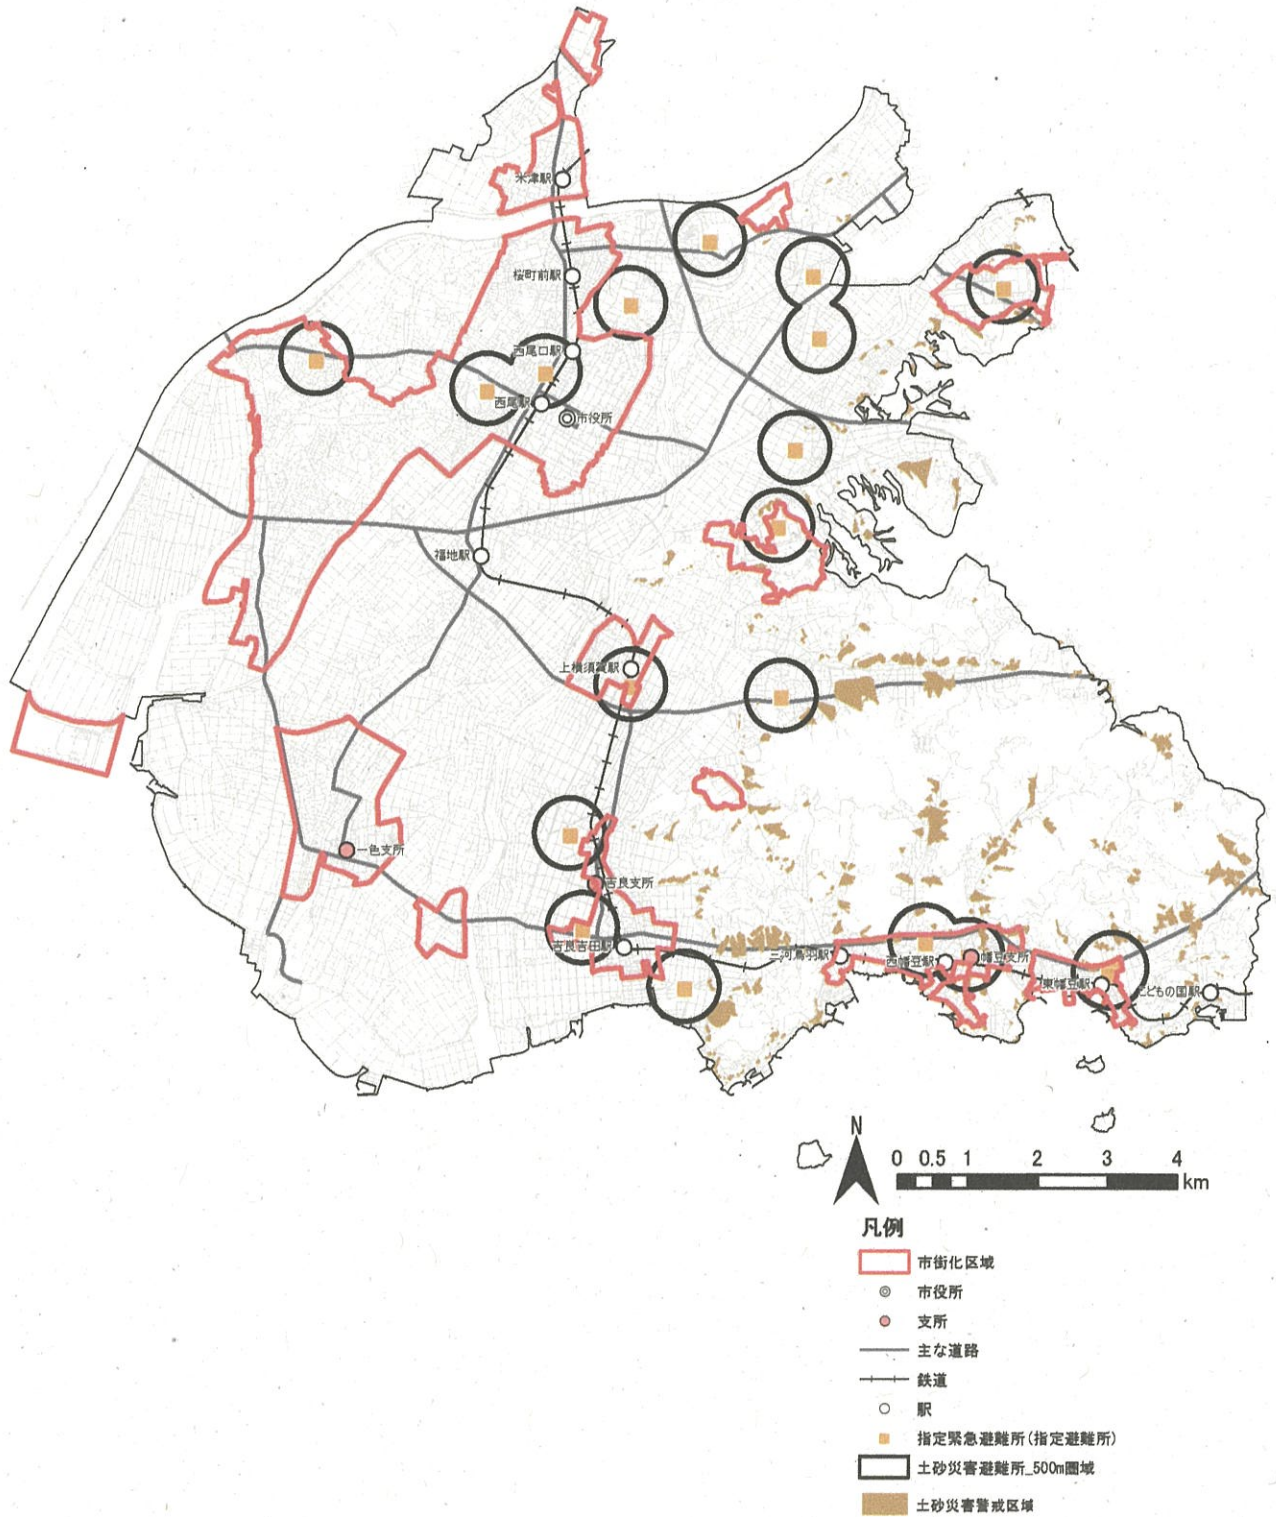 米津駅
桜町前駅
西尾口駅
西尾駅
市役所
福地駅
上横須賀駅
一色支所
吉良支所
吉良吉田駅
三河鳥羽駅
西幡豆駅
幡豆支所
東幡豆駅
こどもの国駅
N
0 0.5 1 2 3 4
km
凡例
市街化区域
市役所
支所
主な道路
鉄道
駅
指定緊急避難所(指定避難所)
土砂災害避難所_500m圏域
土砂災害警戒区域